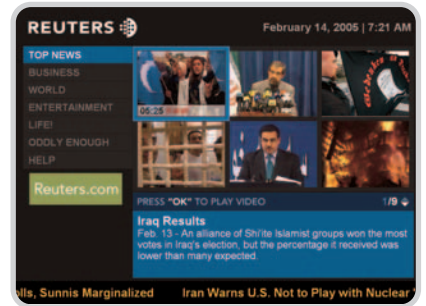 REUTERS
February 14, 2005 | 7:21 AM
TOP NEWS
BUSINESS
WORLD
ENTERTAINMENT
LIFE!
ODDLY ENOUGH
HELP
Reuters.com
05:25
PRESS "OK" TO PLAY VIDEO
1/9
Iraq Results
Feb. 13 - An alliance of Shi'ite Islamist groups won the most
votes in Iraq's election, but the percentage it received was
lower than many expected.
olls, Sunnis Marginalized Iran Warns U.S. Not to Play with Nuclear